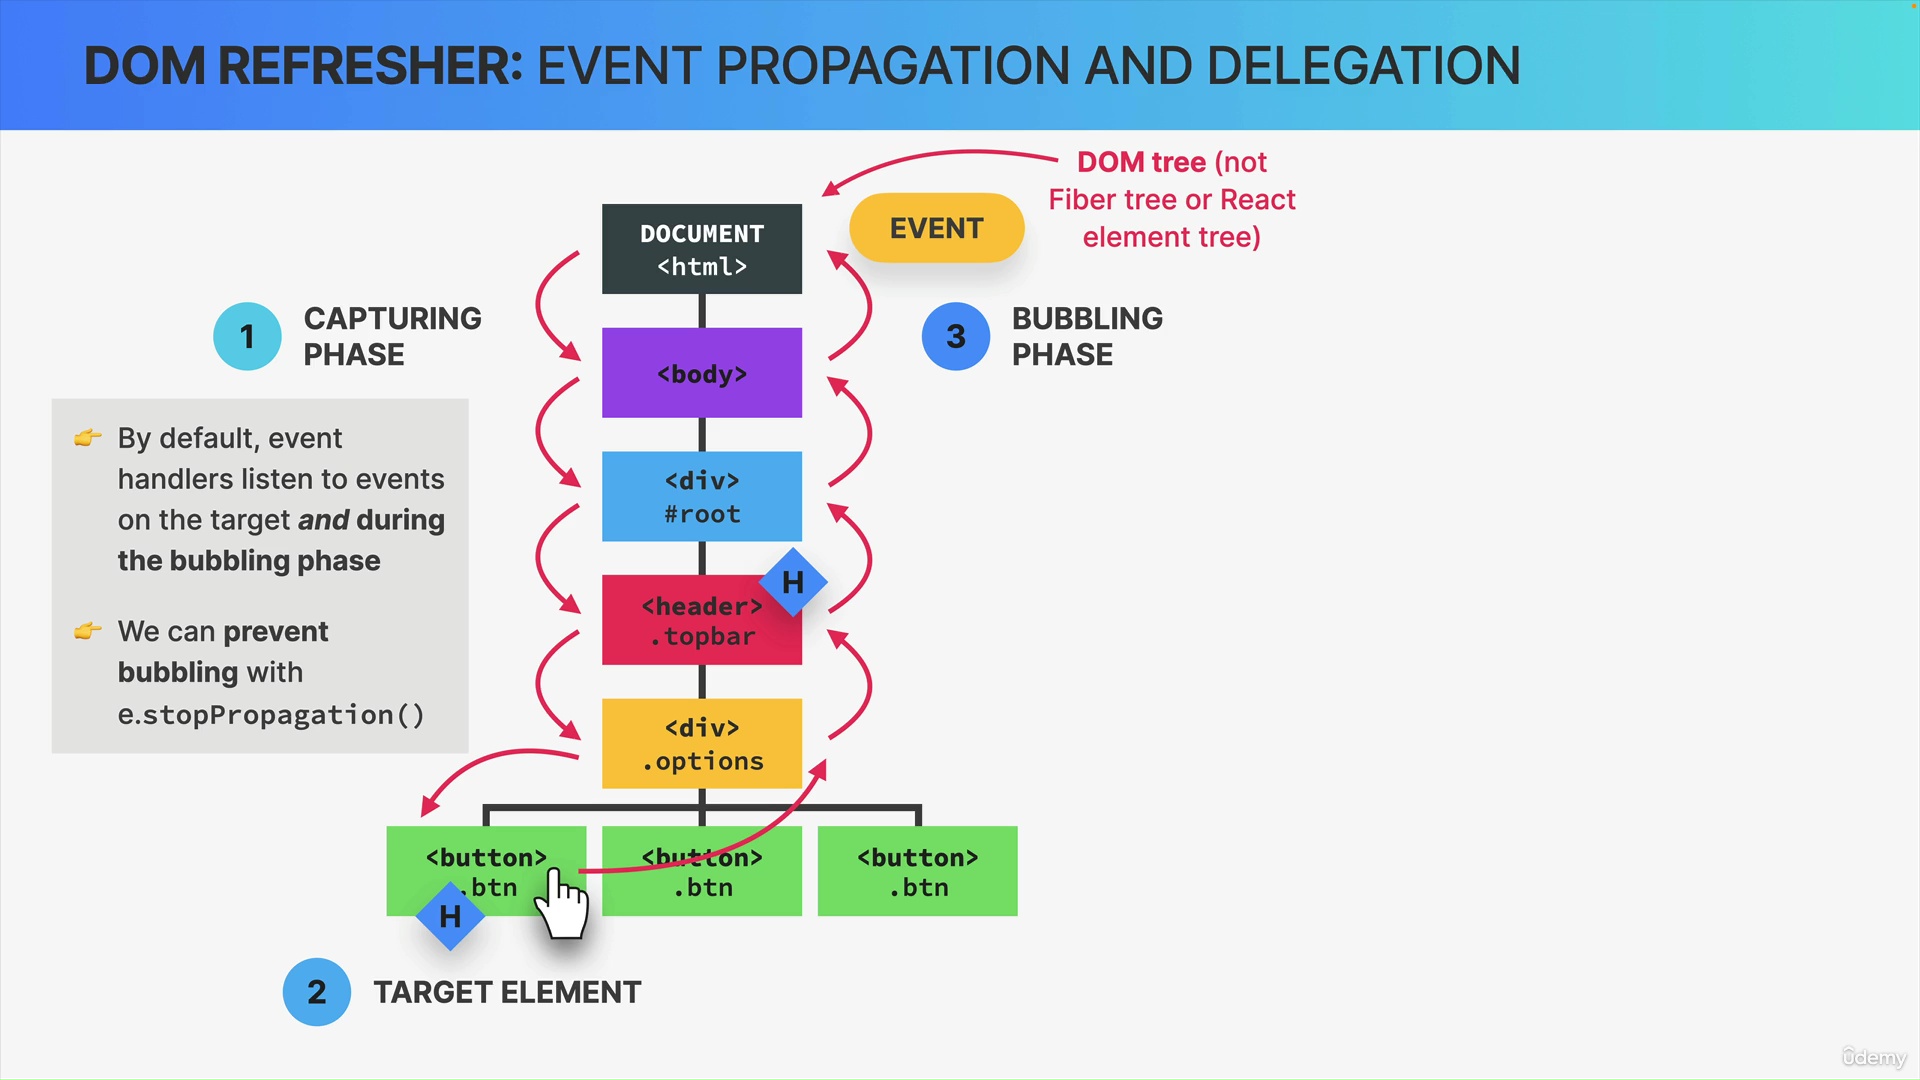 DOM REFRESHER: EVENT PROPAGATION AND DELEGATION
DOM tree (not
Fiber tree or React
element tree)
EVENT
DOCUMENT
<html>
1
CAPTURING
PHASE
3
BUBBLING
PHASE
<body>
👉 By default, event
handlers listen to events
on the target and during
the bubbling phase
👉 We can prevent
bubbling with
e.stopPropagation()
<div>
#root
H
<header>
.topbar
<div>
.options
<button>
.btn
H
<button>
.btn
<button>
.btn
2
TARGET ELEMENT
ûdemy